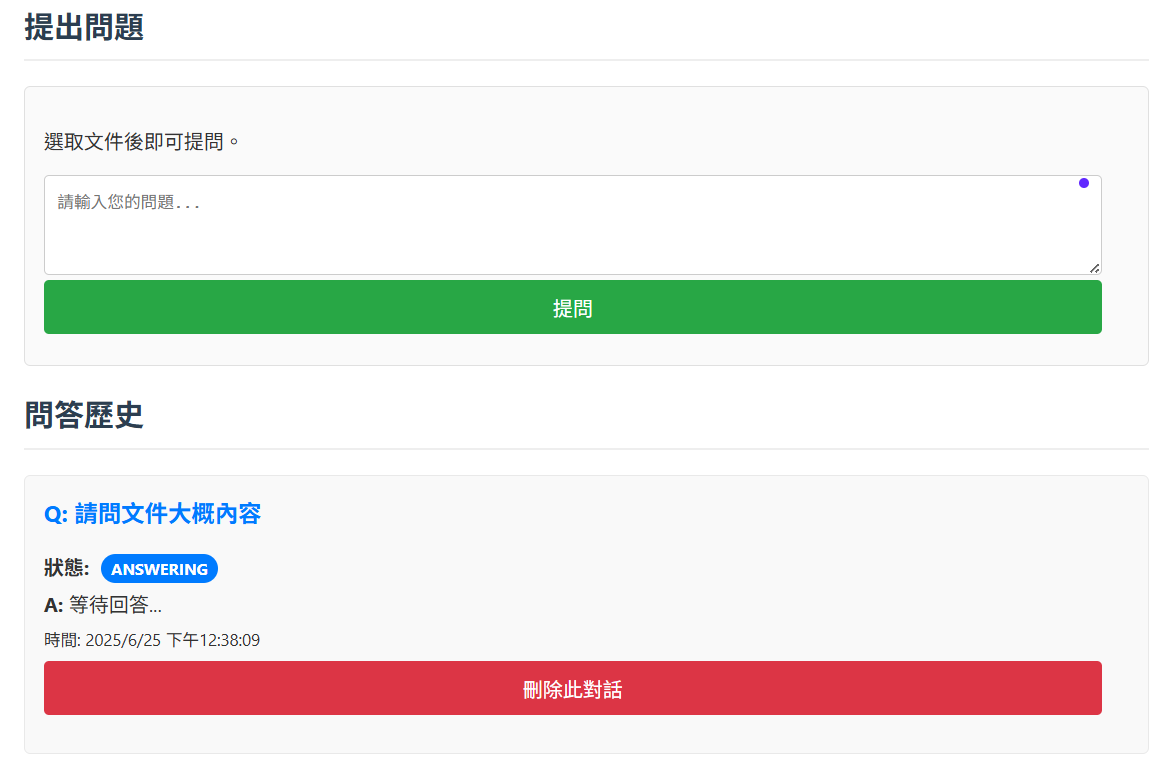 提出問題
選取文件後即可提問。
請輸入您的問題...
提問
問答歷史
Q: 請問文件大概內容
狀態: ANSWERING
A: 等待回答...
時間: 2025/6/25 下午12:38:09
刪除此對話